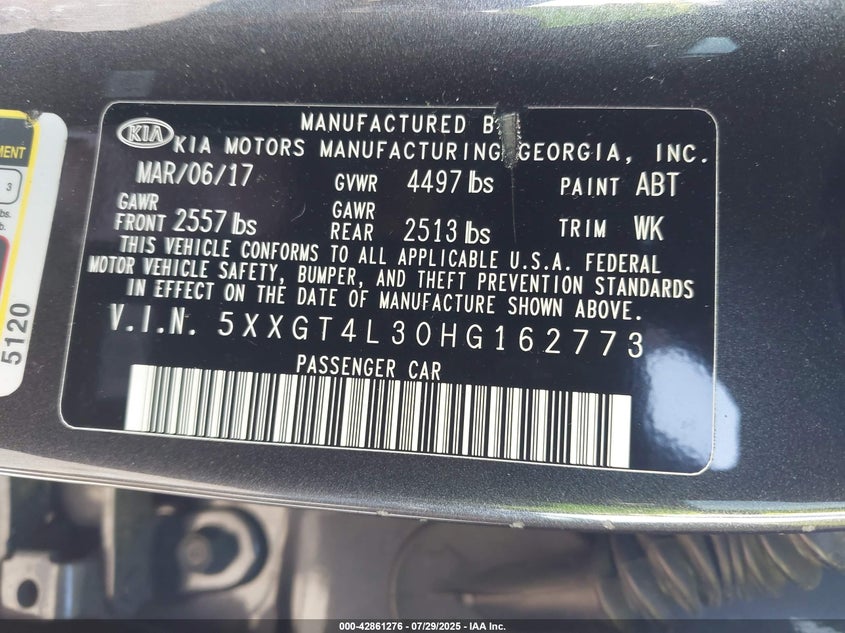 MENT
3
bs.
b.
5120
KIA
MANUFACTURED
KIA MOTORS MANUFACTURING GEORGIA, INC.
MAR/06/17 GVWR 4497 lbs PAINT ABT
GAWR FRONT 2557 lbs GAWR REAR 2513 lbs TRIM WK
THIS VEHICLE CONFORMS TO ALL APPLICABLE U.S.A. FEDERAL
MOTOR VEHICLE SAFETY, BUMPER, AND THEFT PREVENTION STANDARDS
IN EFFECT ON THE DATE OF MANUFACTURE SHOWN ABOVE.
V.I.N. 5XXGT4L30HG162773
PASSENGER CAR
000-42861276 - 07/29/2025 - IAA Inc.